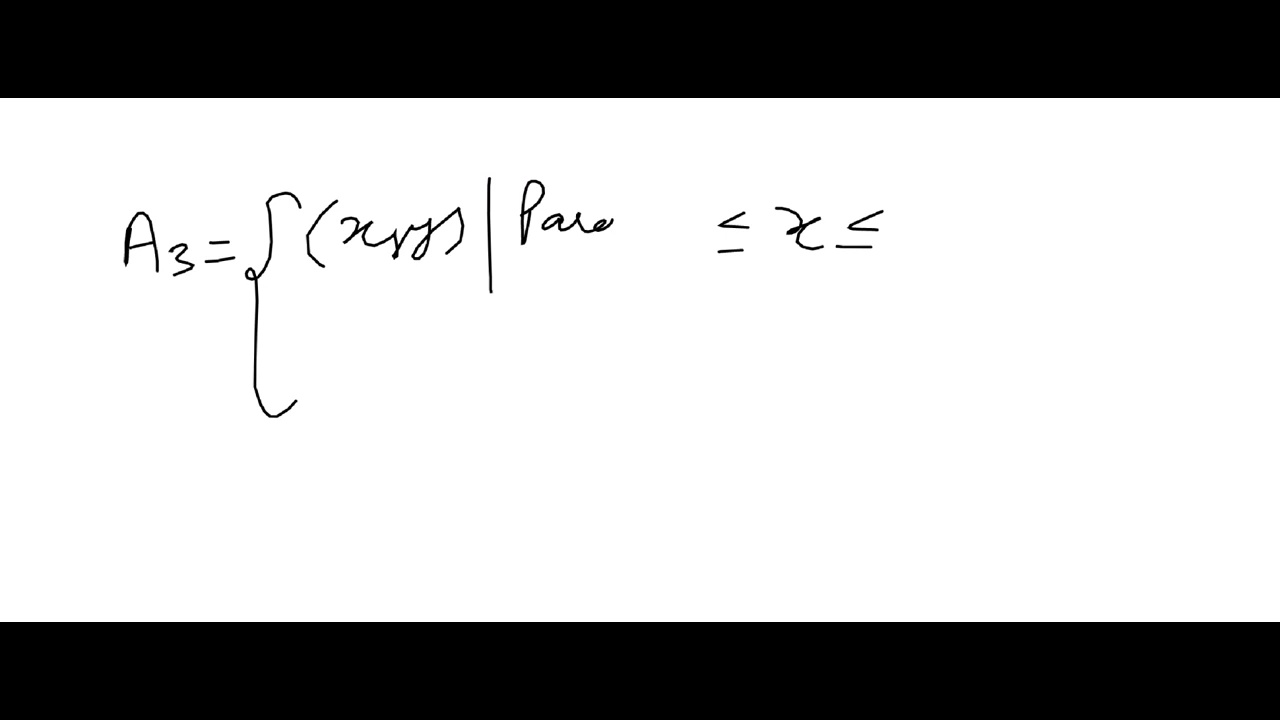 A3 = { (x,y) | Para ≤ x ≤